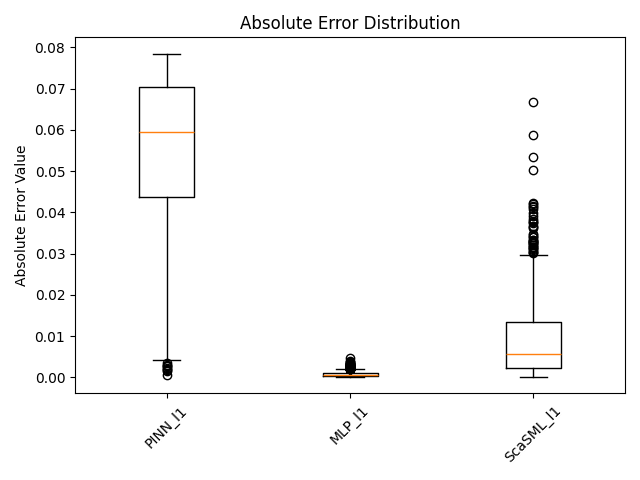 Absolute Error Distribution
0.08
0.07
0.06
0.05
0.04
0.03
0.02
0.01
0.00
Absolute Error Value
PINN_l1
MLP_l1
ScaSML_l1